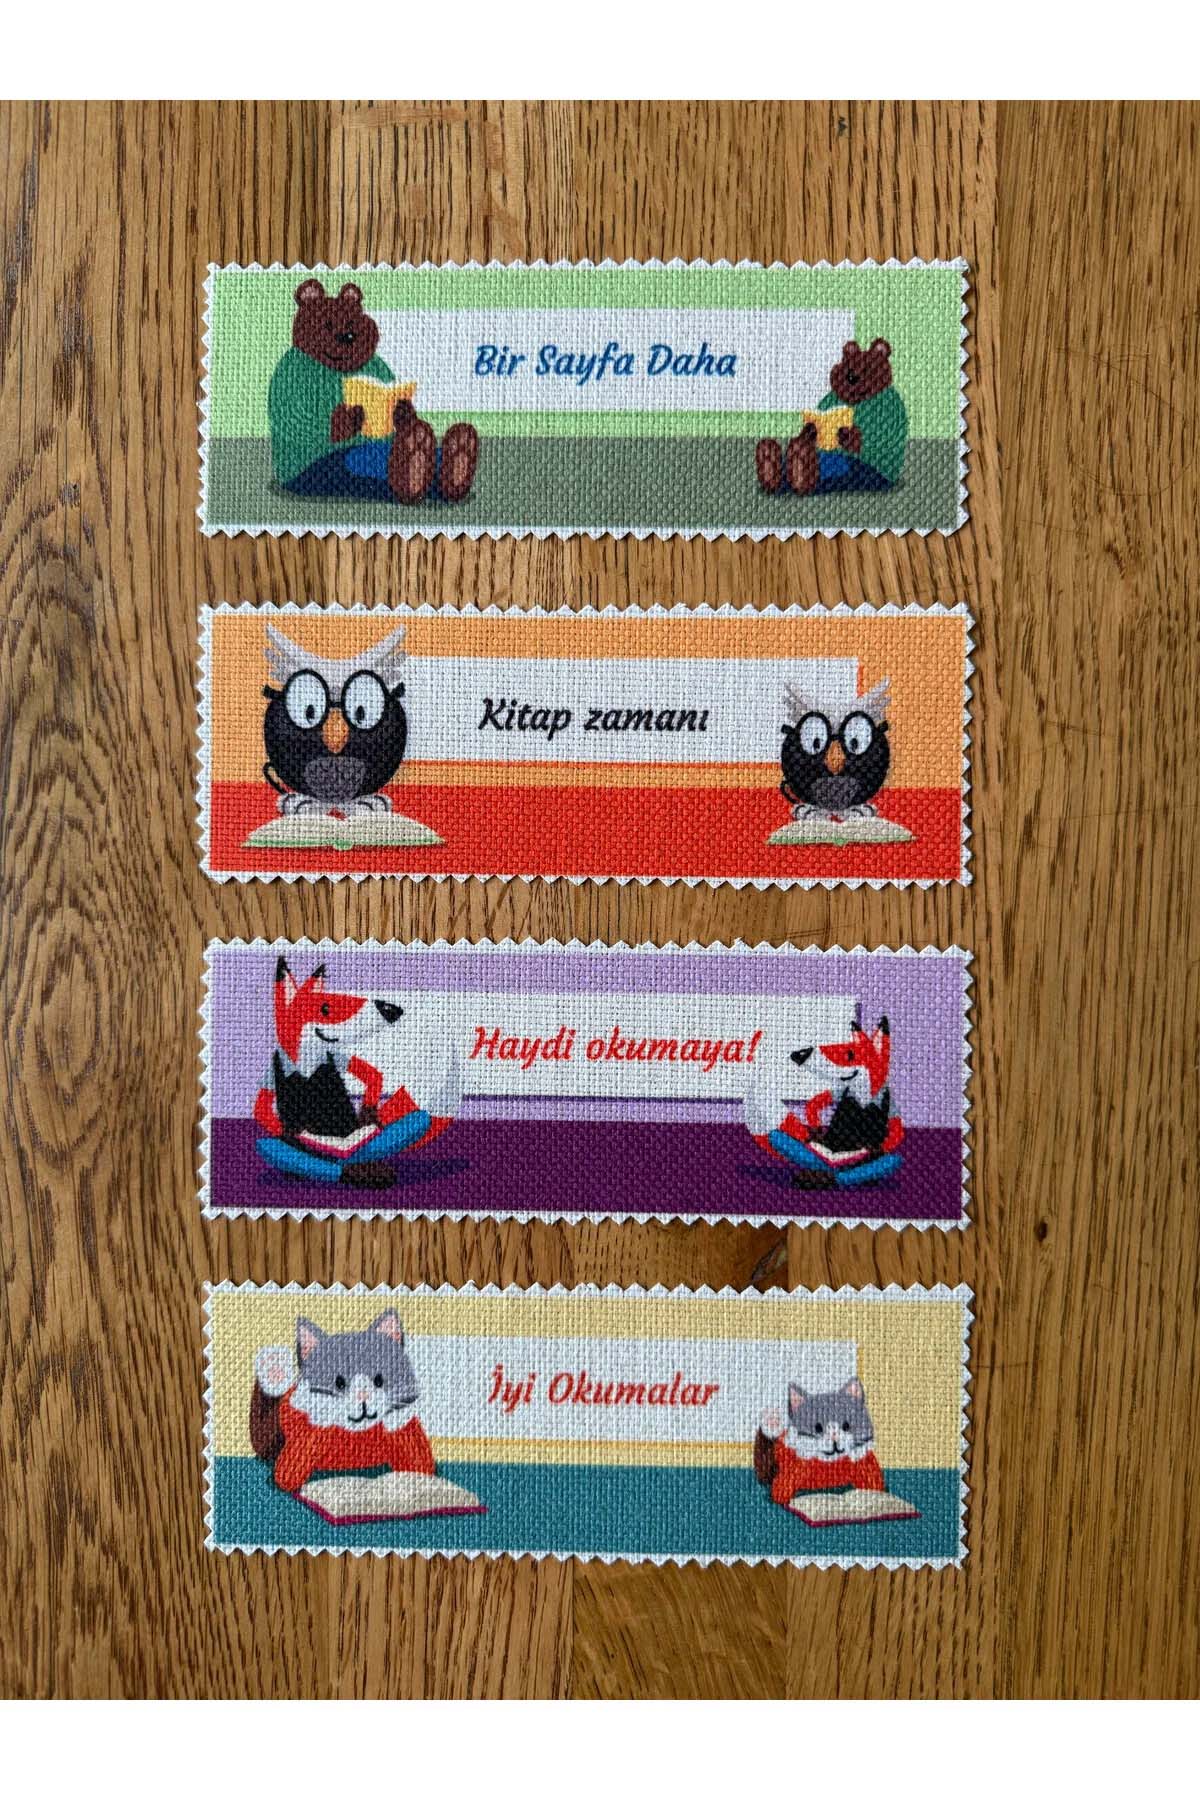 Bir Sayfa Daha
Kitap zamanı
Haydi okumaya!
İyi Okumalar